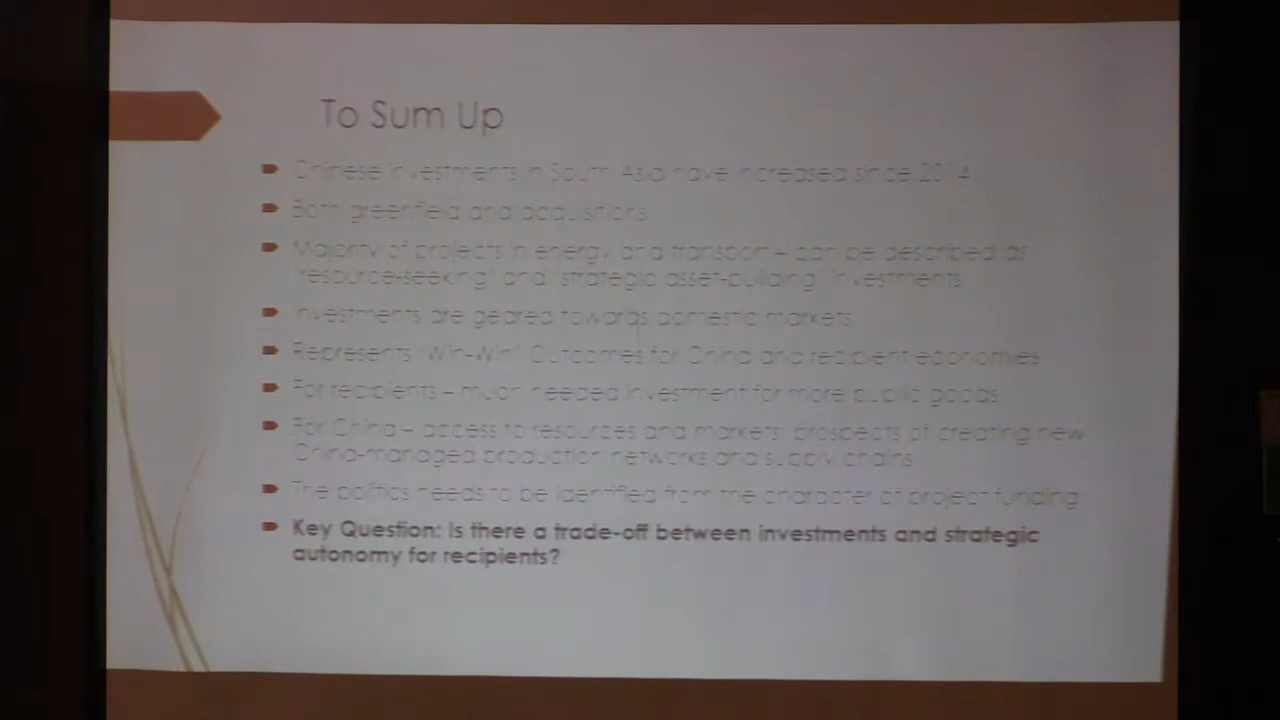 To Sum Up
Chinese investments in South Asia have increased since 2014
Both greenfield and acquisitions
Majority of projects in energy and transport – can be described as
'resource-seeking' and 'strategic asset-building' investments
Investments are geared towards domestic markets
Represents 'Win-Win' Outcomes for China and recipient economies
For recipients – much needed investment for more public goods
For China – access to resources and markets; prospects of creating new
China-managed production networks and supply chains
The politics needs to be identified from the character of project funding
Key Question: Is there a trade-off between investments and strategic
autonomy for recipients?